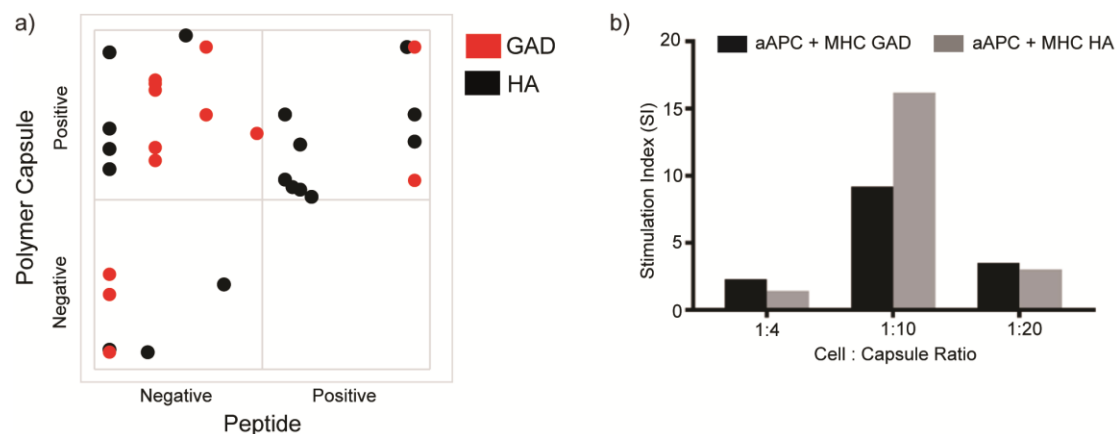 a)
GAD
HA
Polymer Capsule
Positive
Negative
Negative
Positive
Peptide
b)
aAPC + MHC GAD
aAPC + MHC HA
Stimulation Index (SI)
20
15
10
5
0
1:4
1:10
1:20
Cell : Capsule Ratio